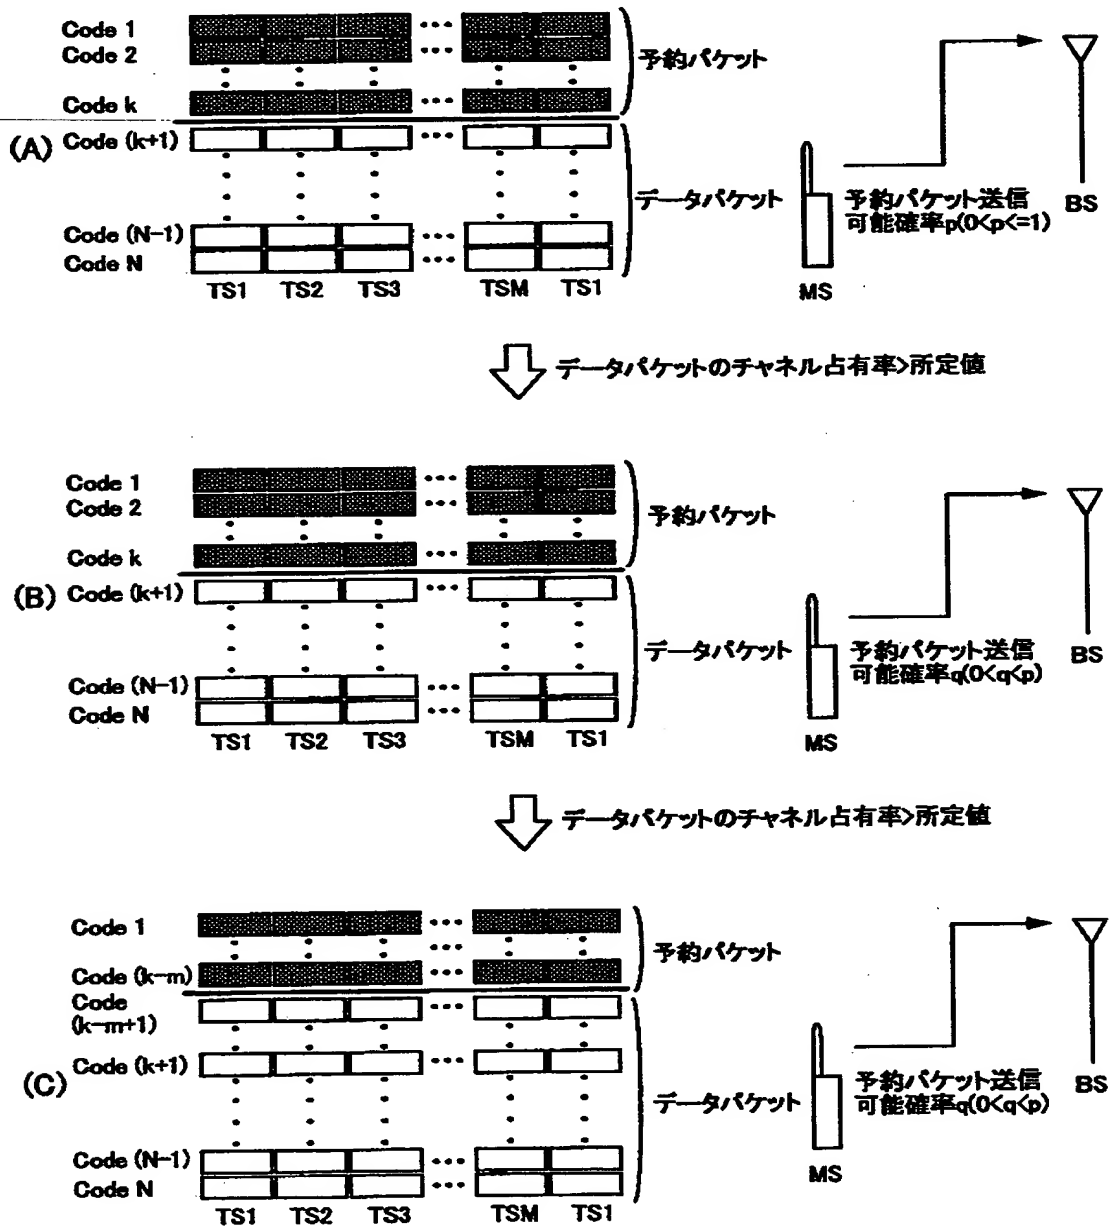 Code 1
Code 2
予約パケット
Code k
(A)
Code (k+1)
データパケット
予約パケット送信
可能確率p(0<p<=1)
BS
Code (N-1)
Code N
TS1 TS2 TS3 TSM TS1
MS
データパケットのチャネル占有率>所定値
Code 1
Code 2
予約パケット
Code k
(B)
Code (k+1)
データパケット
予約パケット送信
可能確率q(0<q<p)
BS
Code (N-1)
Code N
TS1 TS2 TS3 TSM TS1
MS
データパケットのチャネル占有率>所定値
Code 1
予約パケット
Code (k-m)
Code
(k-m+1)
Code (k+1)
(C)
データパケット
予約パケット送信
可能確率q(0<q<p)
BS
Code (N-1)
Code N
MS
TS1 TS2 TS3 TSM TS1